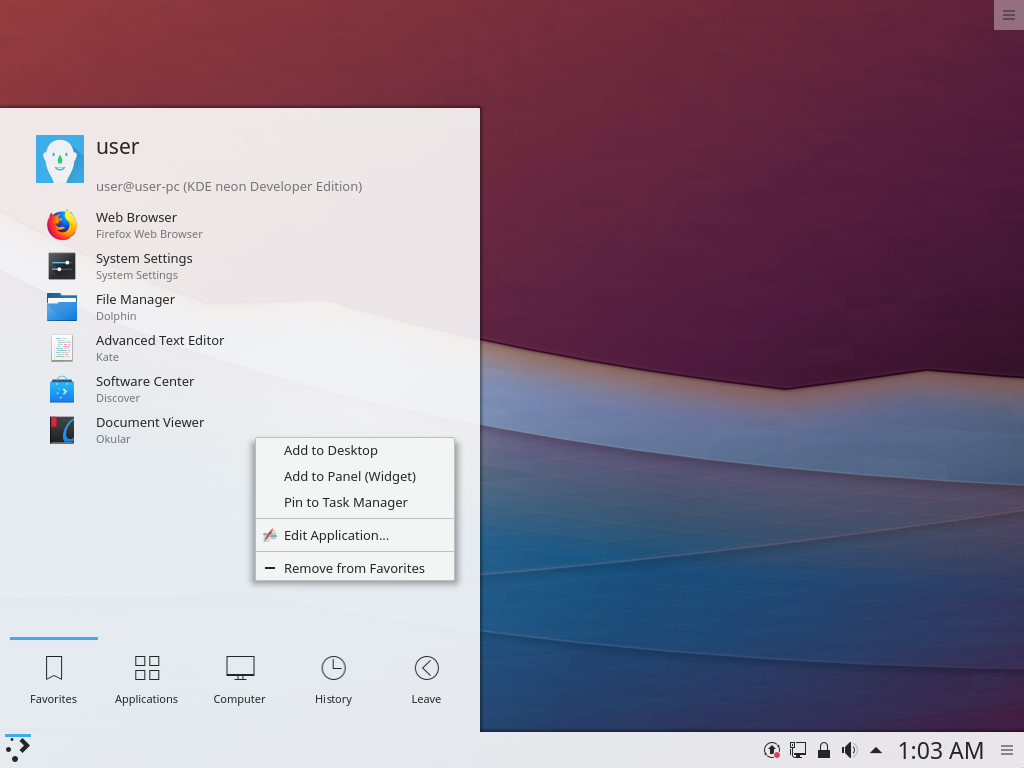 user
user@user-pc (KDE neon Developer Edition)
Web Browser
Firefox Web Browser
System Settings
System Settings
File Manager
Dolphin
Advanced Text Editor
Kate
Software Center
Discover
Document Viewer
Okular
Add to Desktop
Add to Panel (Widget)
Pin to Task Manager
Edit Application...
Remove from Favorites
Favorites
Applications
Computer
History
Leave
1:03 AM